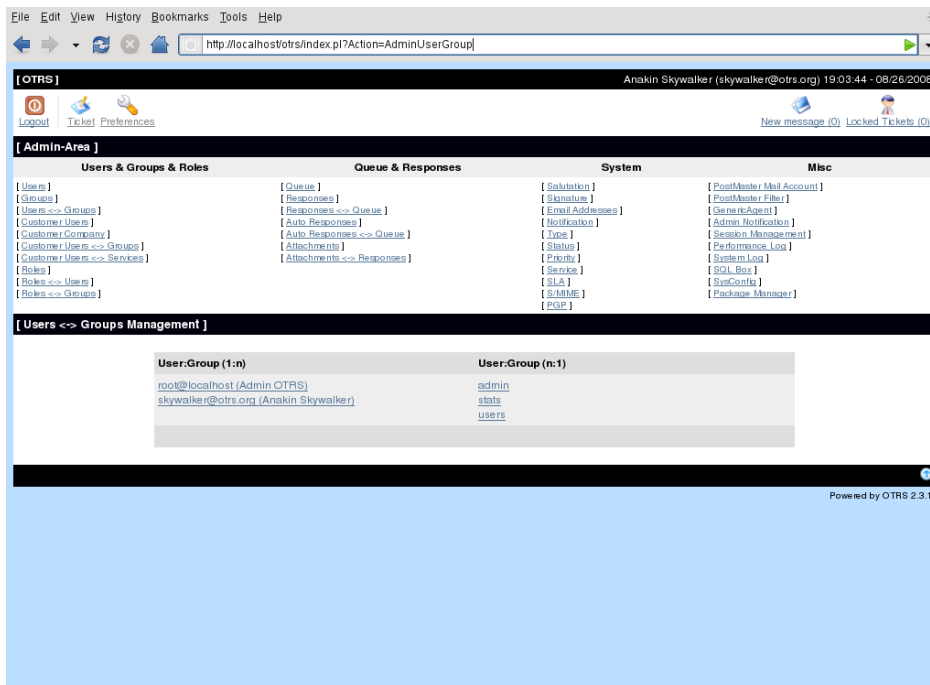 File Edit View History Bookmarks Tools Help
http://localhost/otrs/index.pl?Action=AdminUserGroup
[ OTRS ] Anakin Skywalker (skywalker@otrs.org) 19:03:44 - 08/26/2008
Logout Ticket Preferences New message (0) Locked Tickets (0)
[ Admin-Area ]
Users & Groups & Roles Queue & Responses System Misc
[ Users ] [ Queue ] [ Salutation ] [ PostMaster Mail Account ]
[ Groups ] [ Responses ] [ Signature ] [ PostMaster Filter ]
[ Users <-> Groups ] [ Responses <-> Queue ] [ Email Addresses ] [ GenericAgent ]
[ Customer Users ] [ Auto Responses ] [ Notification ] [ Admin Notification ]
[ Customer Company ] [ Auto Responses <-> Queue ] [ Type ] [ Session Management ]
[ Customer Users <-> Groups ] [ Attachments ] [ Status ] [ Performance Log ]
[ Customer Users <-> Services ] [ Attachments <-> Responses ] [ Priority ] [ System Log ]
[ Roles ] [ Service ] [ SQL Box ]
[ Roles <-> Users ] [ SLA ] [ SysConfig ]
[ Roles <-> Groups ] [ S/MIME ] [ Package Manager ]
[ PGP ]
[ Users <-> Groups Management ]
User:Group (1:n) User:Group (n:1)
root@localhost (Admin OTRS) admin
skywalker@otrs.org (Anakin Skywalker) stats
users
Powered by OTRS 2.3.1